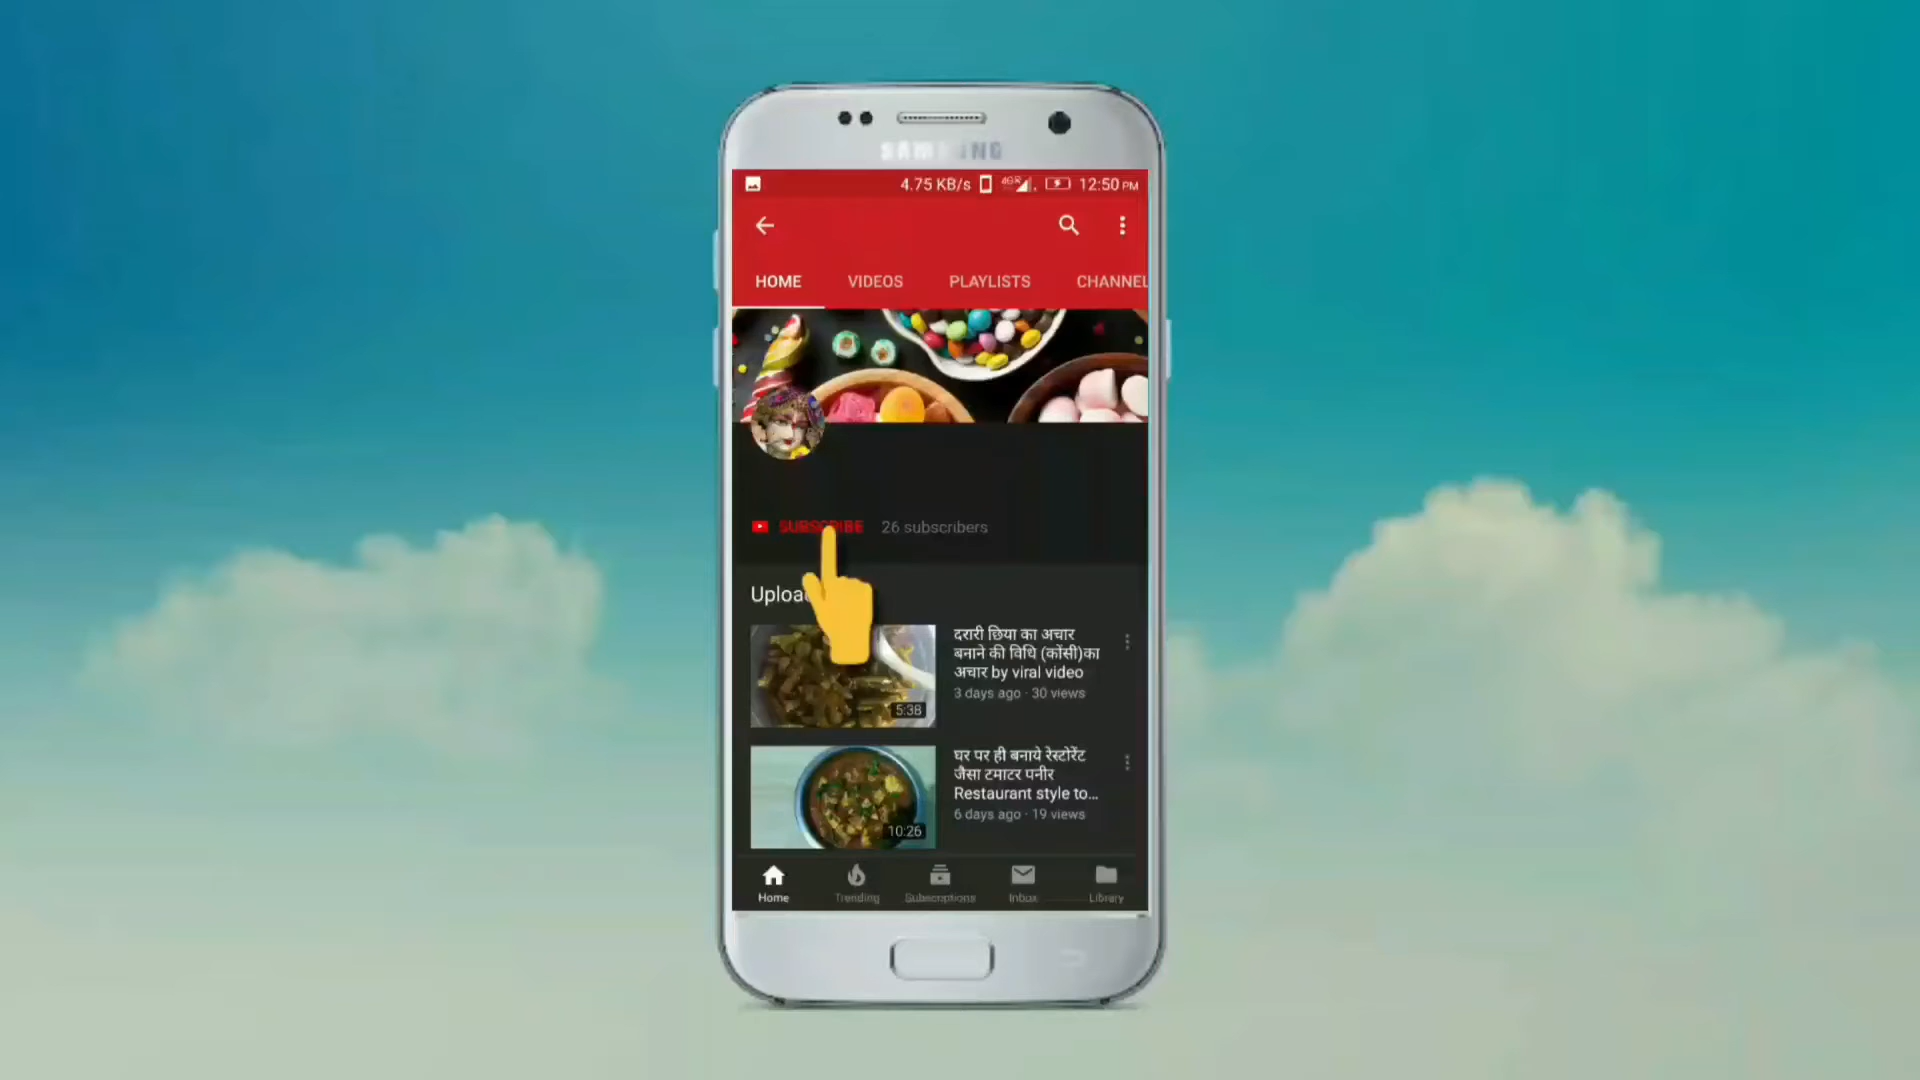 SAMSUNG
4.75 KB/s 12:50 PM
HOME VIDEOS PLAYLISTS CHANNEL
SUBSCRIBE 26 subscribers
दरारी छिया का अचार
बनाने की विधि (कोंसी)का
अचार by viral video
3 days ago · 30 views
5:38
घर पर ही बनाये रेस्टोरेंट
जैसा टमाटर पनीर
Restaurant style to...
6 days ago · 19 views
10:26
Home Trending Subscriptions Inbox Library